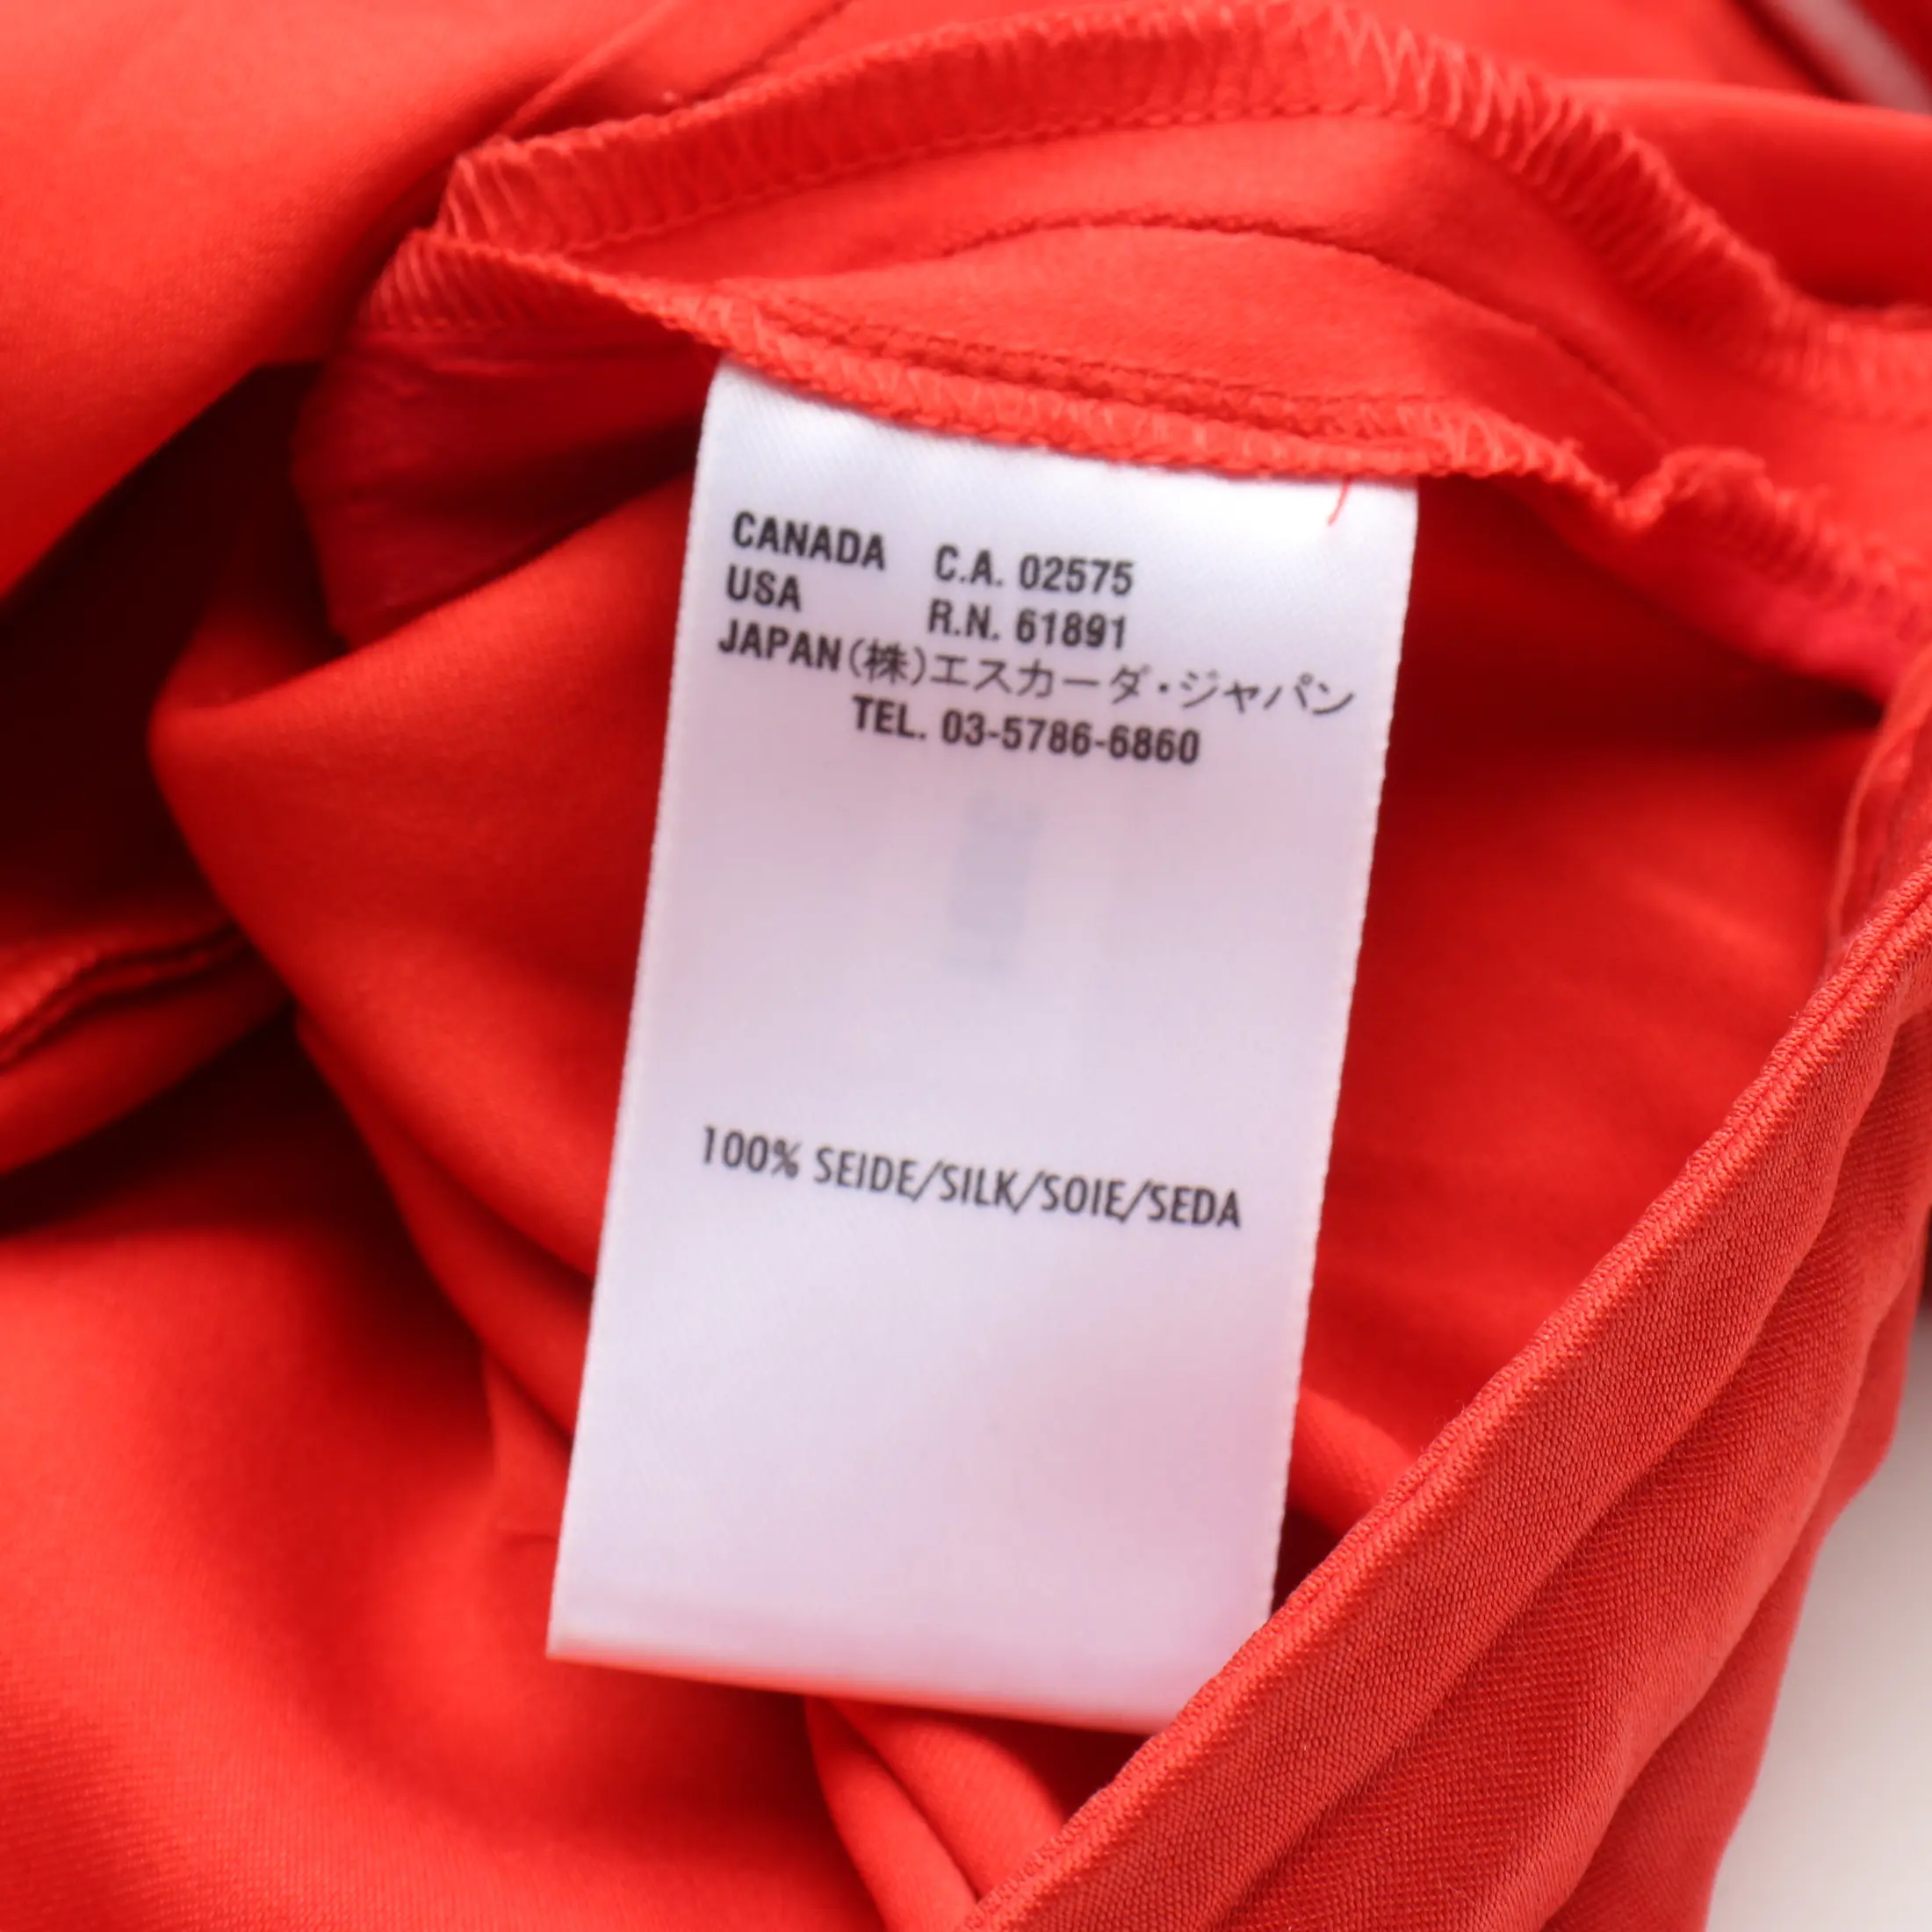 CANADA C.A. 02575
USA R.N. 61891
JAPAN(株)エスカーダ・ジャパン
TEL. 03-5786-6860
100% SEIDE/SILK/SOIE/SEDA